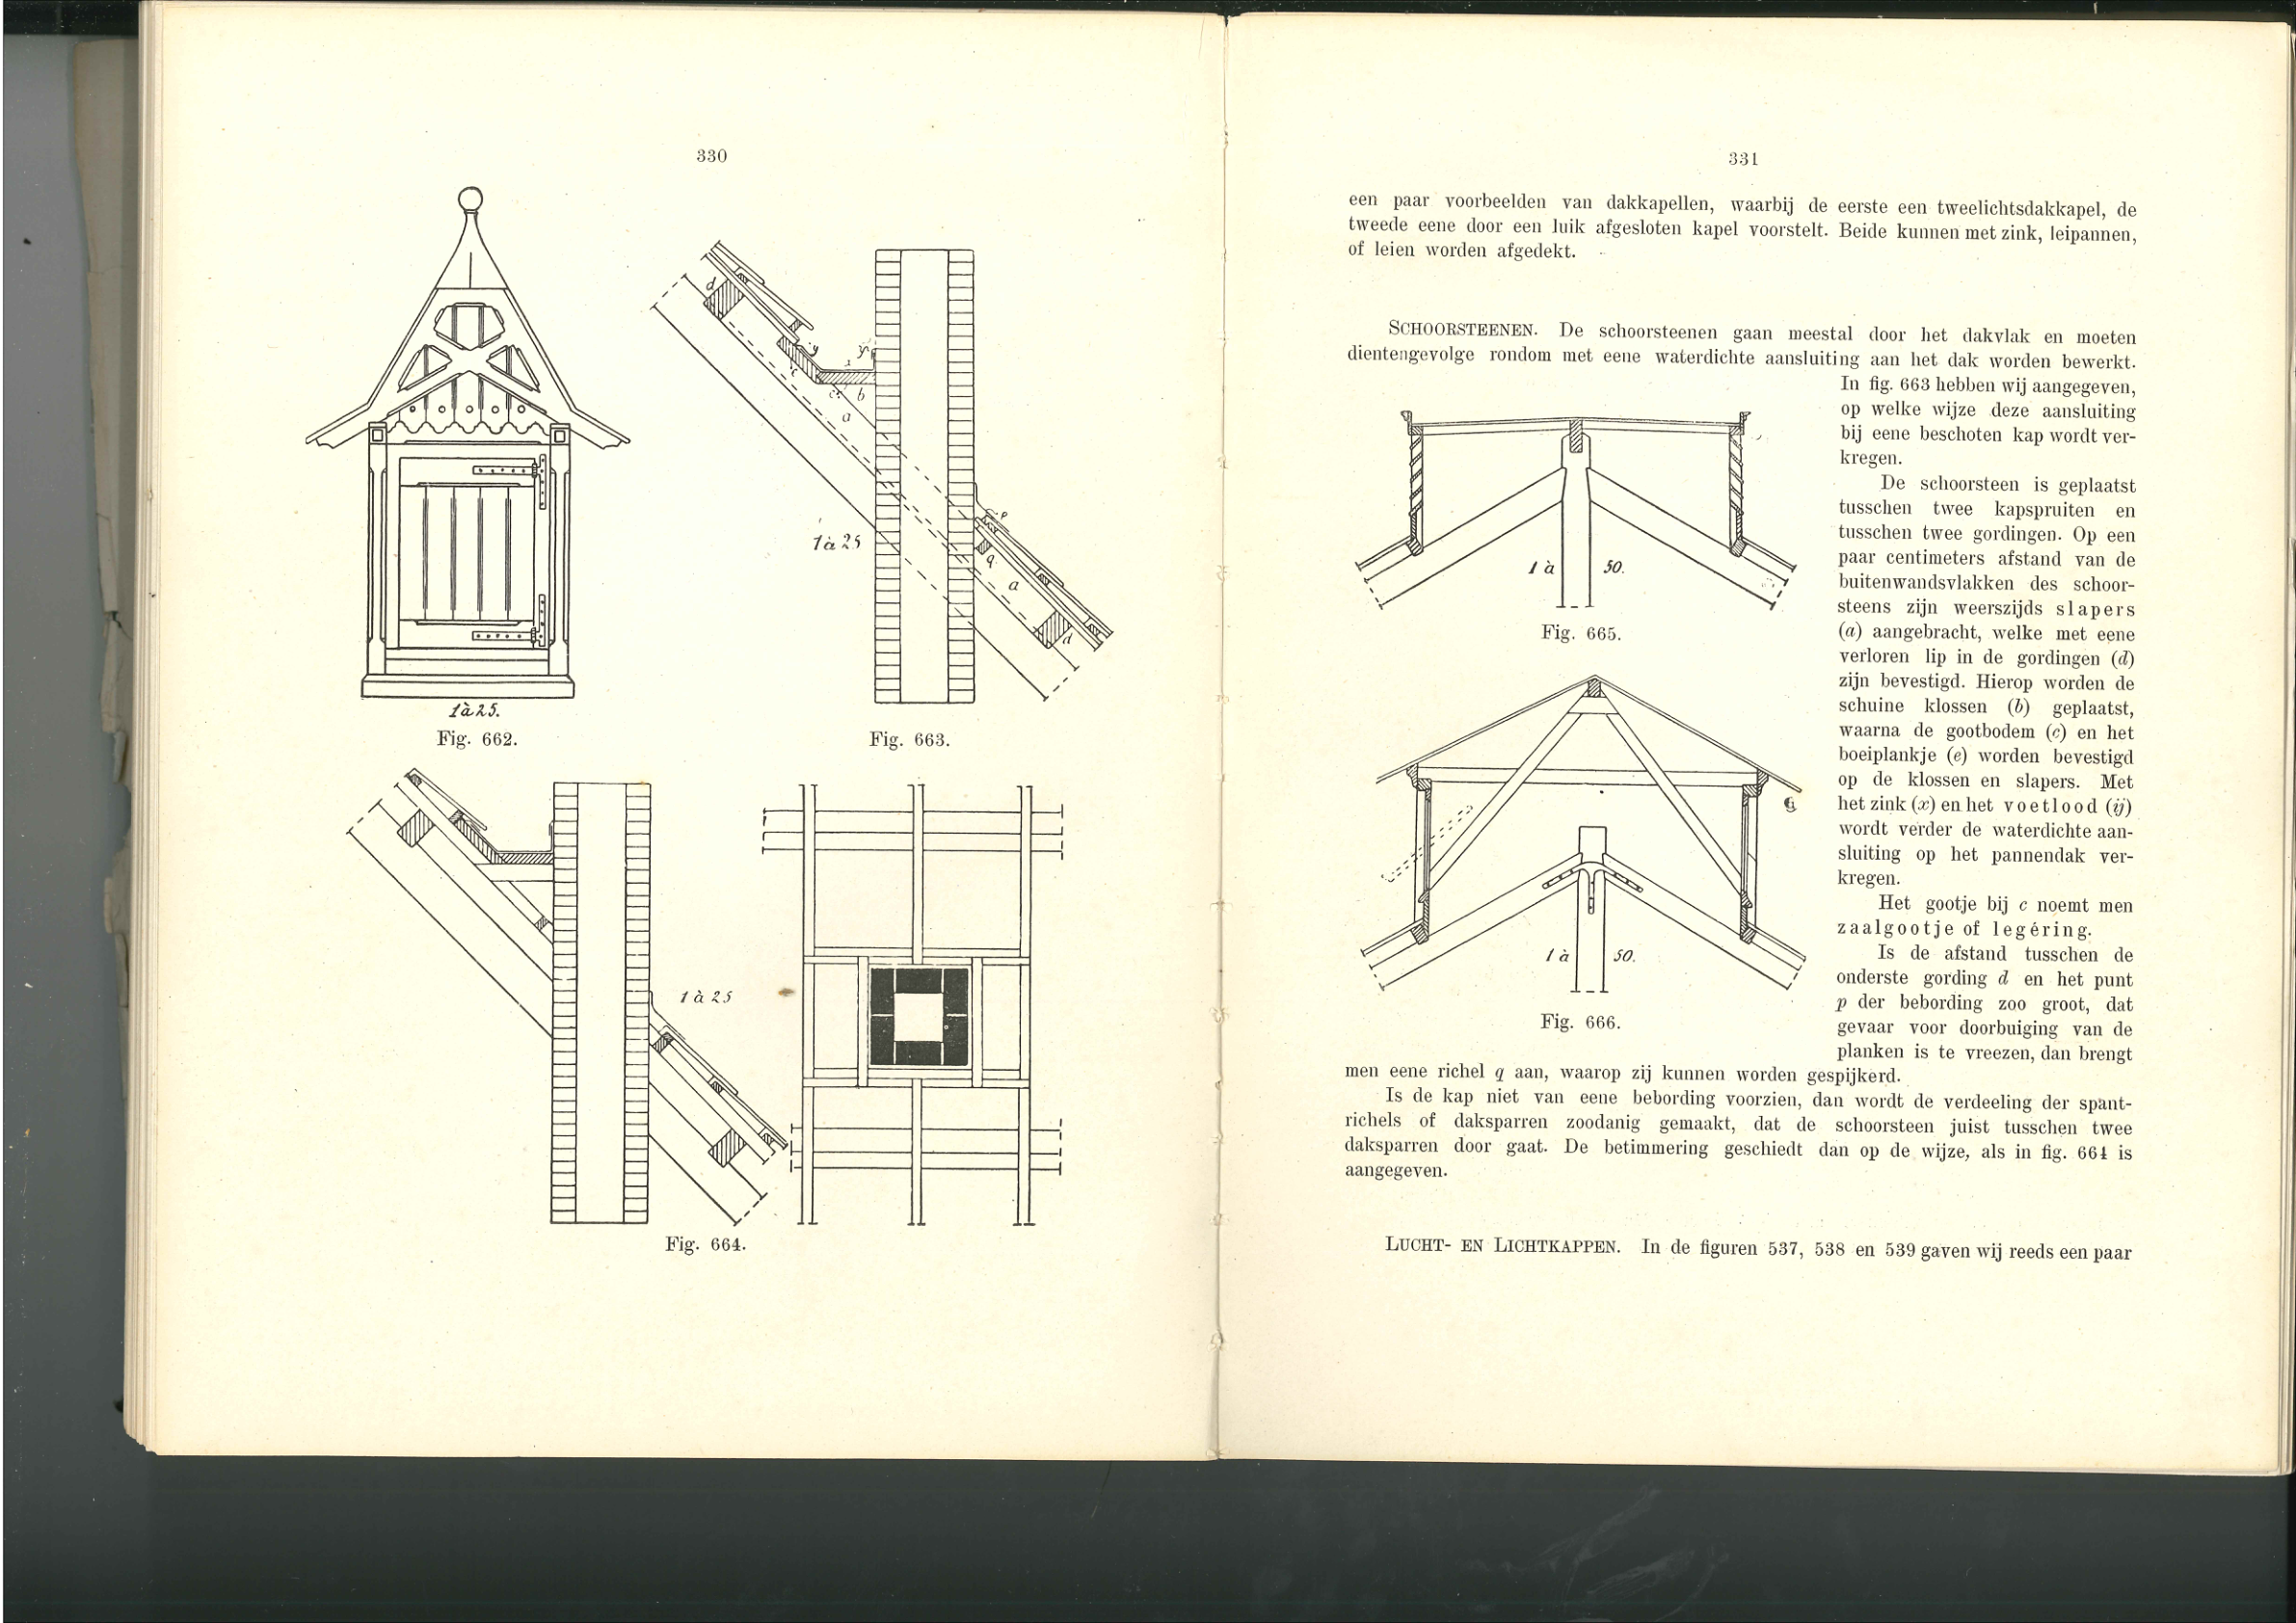 330
d
y
y
x
e
c
b
a
1 à 25
p
q
a
d
1 à 25.
Fig. 662.
Fig. 663.
1 à 25
Fig. 664.
331
een paar voorbeelden van dakkapellen, waarbij de eerste een tweelichtsdakkapel, de
tweede eene door een luik afgesloten kapel voorstelt. Beide kunnen met zink, leipannen,
of leien worden afgedekt.
SCHOORSTEENEN. De schoorsteenen gaan meestal door het dakvlak en moeten
dientengevolge rondom met eene waterdichte aansluiting aan het dak worden bewerkt.
In fig. 663 hebben wij aangegeven,
op welke wijze deze aansluiting
bij eene beschoten kap wordt ver-
kregen.
De schoorsteen is geplaatst
tusschen twee kapspruiten en
tusschen twee gordingen. Op een
paar centimeters afstand van de
buitenwandsvlakken des schoor-
steens zijn weerszijds slapers
(a) aangebracht, welke met eene
verloren lip in de gordingen (d)
zijn bevestigd. Hierop worden de
schuine klossen (b) geplaatst,
waarna de gootbodem (c) en het
boeiplankje (e) worden bevestigd
op de klossen en slapers. Met
het zink (x) en het voetlood (ij)
wordt verder de waterdichte aan-
sluiting op het pannendak ver-
kregen.
Het gootje bij c noemt men
zaalgootje of legéring.
Is de afstand tusschen de
onderste gording d en het punt
p der bebording zoo groot, dat
gevaar voor doorbuiging van de
planken is te vreezen, dan brengt
men eene richel q aan, waarop zij kunnen worden gespijkerd.
Is de kap niet van eene bebording voorzien, dan wordt de verdeeling der spant-
richels of daksparren zoodanig gemaakt, dat de schoorsteen juist tusschen twee
daksparren door gaat. De betimmering geschiedt dan op de wijze, als in fig. 664 is
aangegeven.
LUCHT- EN LICHTKAPPEN. In de figuren 537, 538 en 539 gaven wij reeds een paar
1 à 50.
Fig. 665.
1 à 50.
Fig. 666.